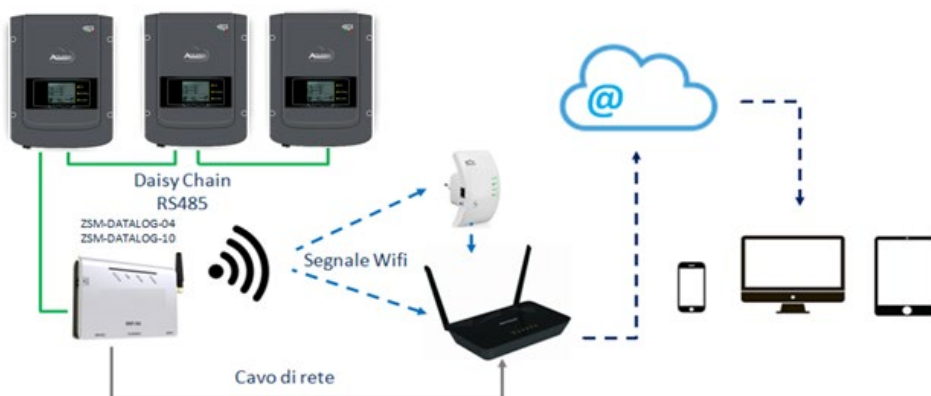 Daisy Chain
RS485
ZSM-DATALOG-04
ZSM-DATALOG-10
@
Segnale Wifi
Cavo di rete